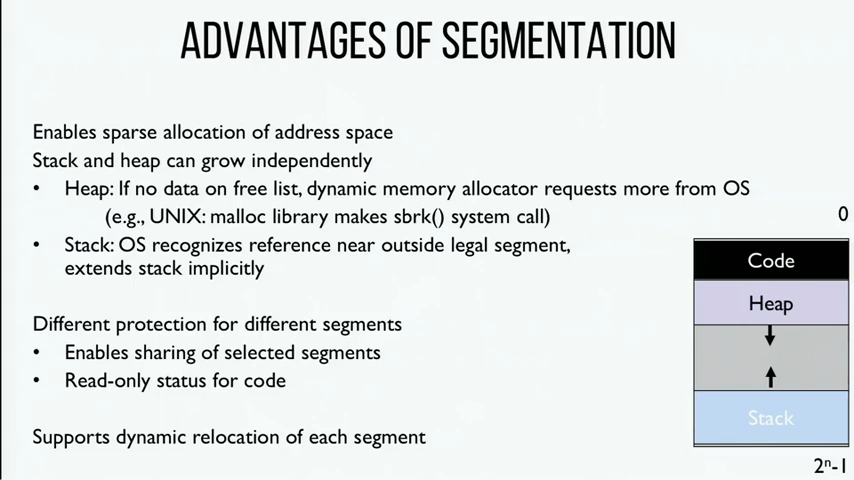 ADVANTAGES OF SEGMENTATION
Enables sparse allocation of address space
Stack and heap can grow independently
• Heap: If no data on free list, dynamic memory allocator requests more from OS
(e.g., UNIX: malloc library makes sbrk() system call)
• Stack: OS recognizes reference near outside legal segment,
extends stack implicitly
Different protection for different segments
• Enables sharing of selected segments
• Read-only status for code
Supports dynamic relocation of each segment
0
Code
Heap
Stack
2ⁿ-1